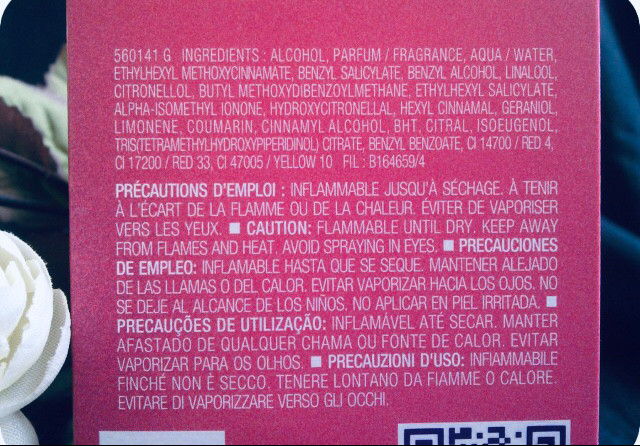 560141 G INGREDIENTS : ALCOHOL, PARFUM / FRAGRANCE, AQUA / WATER,
ETHYLHEXYL METHOXYCINNAMATE, BENZYL SALICYLATE, BENZYL ALCOHOL, LINALOOL,
CITRONELLOL, BUTYL METHOXYDIBENZOYLMETHANE, ETHYLHEXYL SALICYLATE,
ALPHA-ISOMETHYL IONONE, HYDROXYCITRONELLAL, HEXYL CINNAMAL, GERANIOL,
LIMONENE, COUMARIN, CINNAMYL ALCOHOL, BHT, CITRAL, ISOEUGENOL,
TRIS(TETRAMETHYLHYDROXYPIPERIDINOL) CITRATE, BENZYL BENZOATE, CI 14700 / RED 4,
CI 17200 / RED 33, CI 47005 / YELLOW 10 FIL : B164659/4
PRÉCAUTIONS D'EMPLOI : INFLAMMABLE JUSQU'À SÉCHAGE. À TENIR
À L'ÉCART DE LA FLAMME OU DE LA CHALEUR. ÉVITER DE VAPORISER
VERS LES YEUX. ■ CAUTION: FLAMMABLE UNTIL DRY. KEEP AWAY
FROM FLAMES AND HEAT. AVOID SPRAYING IN EYES. ■ PRECAUCIONES
DE EMPLEO: INFLAMABLE HASTA QUE SE SEQUE. MANTENER ALEJADO
DE LAS LLAMAS O DEL CALOR. EVITAR VAPORIZAR HACIA LOS OJOS. NO
SE DEJE AL ALCANCE DE LOS NIÑOS. NO APLICAR EN PIEL IRRITADA. ■
PRECAUÇÕES DE UTILIZAÇÃO: INFLAMÁVEL ATÉ SECAR. MANTER
AFASTADO DE QUALQUER CHAMA OU FONTE DE CALOR. EVITAR
VAPORIZAR PARA OS OLHOS. ■ PRECAUZIONI D'USO: INFIAMMABILE
FINCHÉ NON È SECCO. TENERE LONTANO DA FIAMME O CALORE.
EVITARE DI VAPORIZZARE VERSO GLI OCCHI.